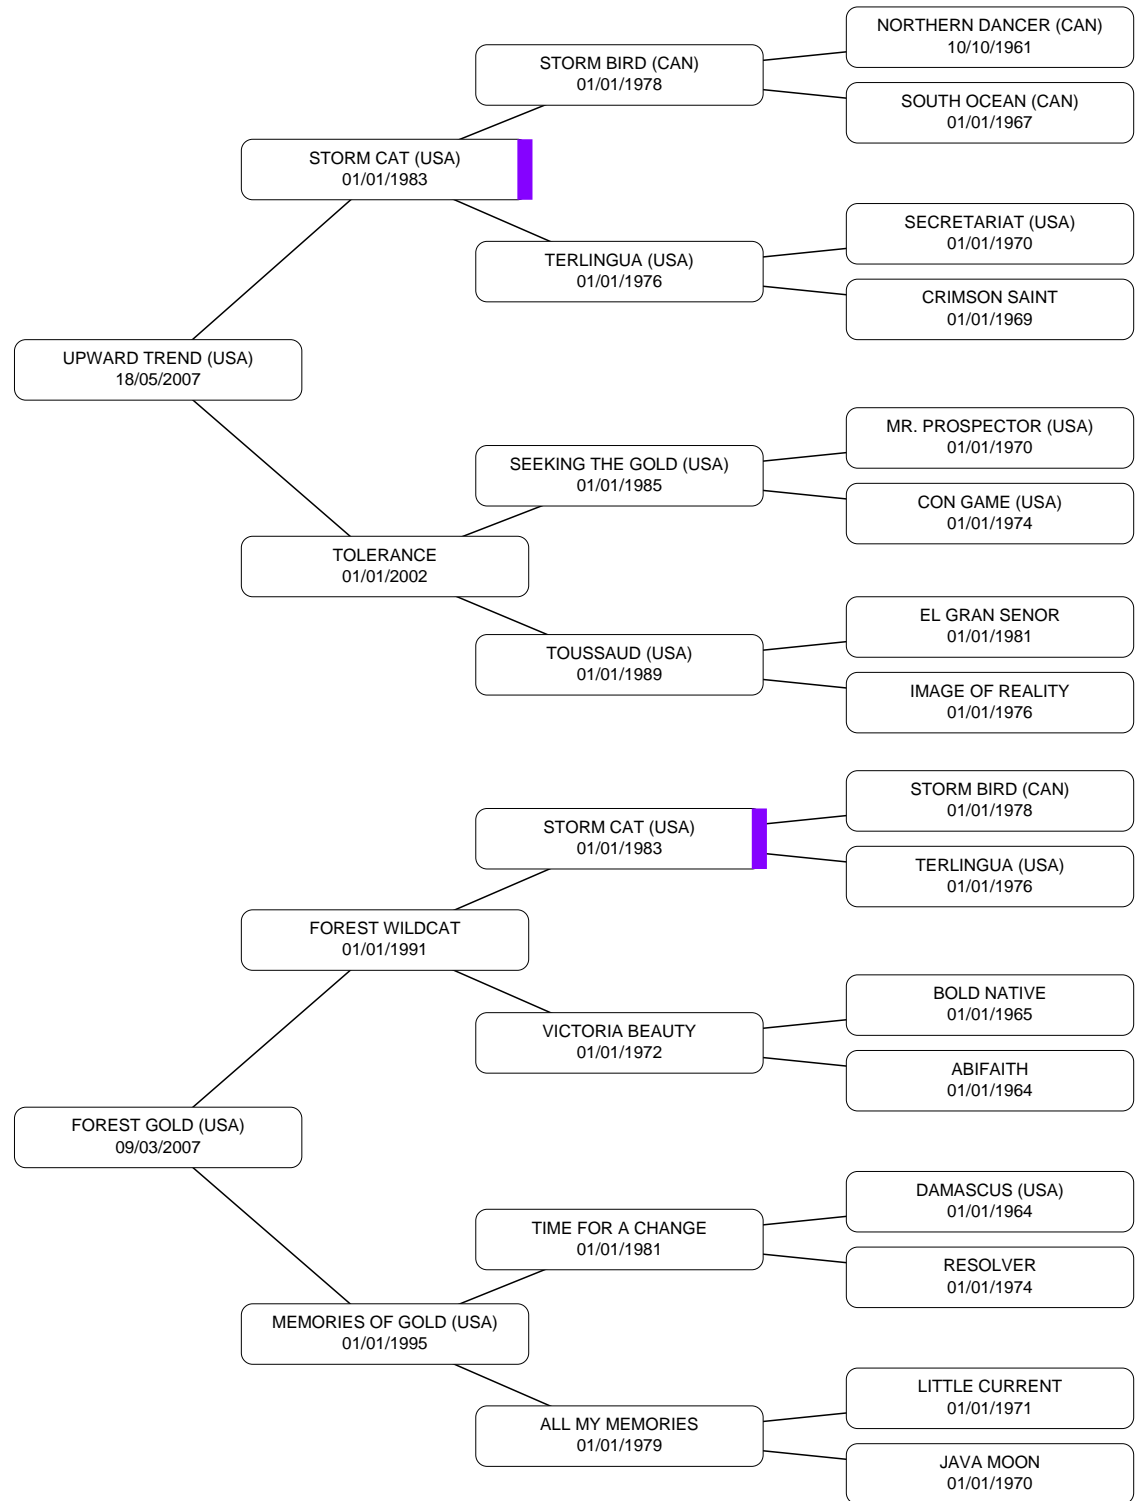 NORTHERN DANCER (CAN)
10/10/1961
STORM BIRD (CAN)
01/01/1978
SOUTH OCEAN (CAN)
01/01/1967
STORM CAT (USA)
01/01/1983
SECRETARIAT (USA)
01/01/1970
TERLINGUA (USA)
01/01/1976
CRIMSON SAINT
01/01/1969
UPWARD TREND (USA)
18/05/2007
MR. PROSPECTOR (USA)
01/01/1970
SEEKING THE GOLD (USA)
01/01/1985
CON GAME (USA)
01/01/1974
TOLERANCE
01/01/2002
EL GRAN SENOR
01/01/1981
TOUSSAUD (USA)
01/01/1989
IMAGE OF REALITY
01/01/1976
STORM BIRD (CAN)
01/01/1978
STORM CAT (USA)
01/01/1983
TERLINGUA (USA)
01/01/1976
FOREST WILDCAT
01/01/1991
BOLD NATIVE
01/01/1965
VICTORIA BEAUTY
01/01/1972
ABIFAITH
01/01/1964
FOREST GOLD (USA)
09/03/2007
DAMASCUS (USA)
01/01/1964
TIME FOR A CHANGE
01/01/1981
RESOLVER
01/01/1974
MEMORIES OF GOLD (USA)
01/01/1995
LITTLE CURRENT
01/01/1971
ALL MY MEMORIES
01/01/1979
JAVA MOON
01/01/1970